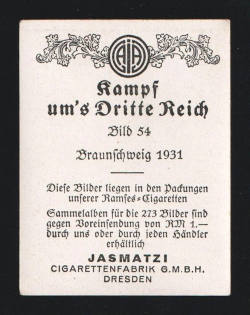 AJA
Kampf
um's Dritte Reich
Bild 54
Braunschweig 1931
Diese Bilder liegen in den Packungen
unserer Ramses-Cigaretten
Sammelalben für die 273 Bilder sind
gegen Voreinsendung von RM 1.—
durch uns oder durch jeden Händler
erhältlich
JASMATZI
CIGARETTENFABRIK G.M.B.H.
DRESDEN